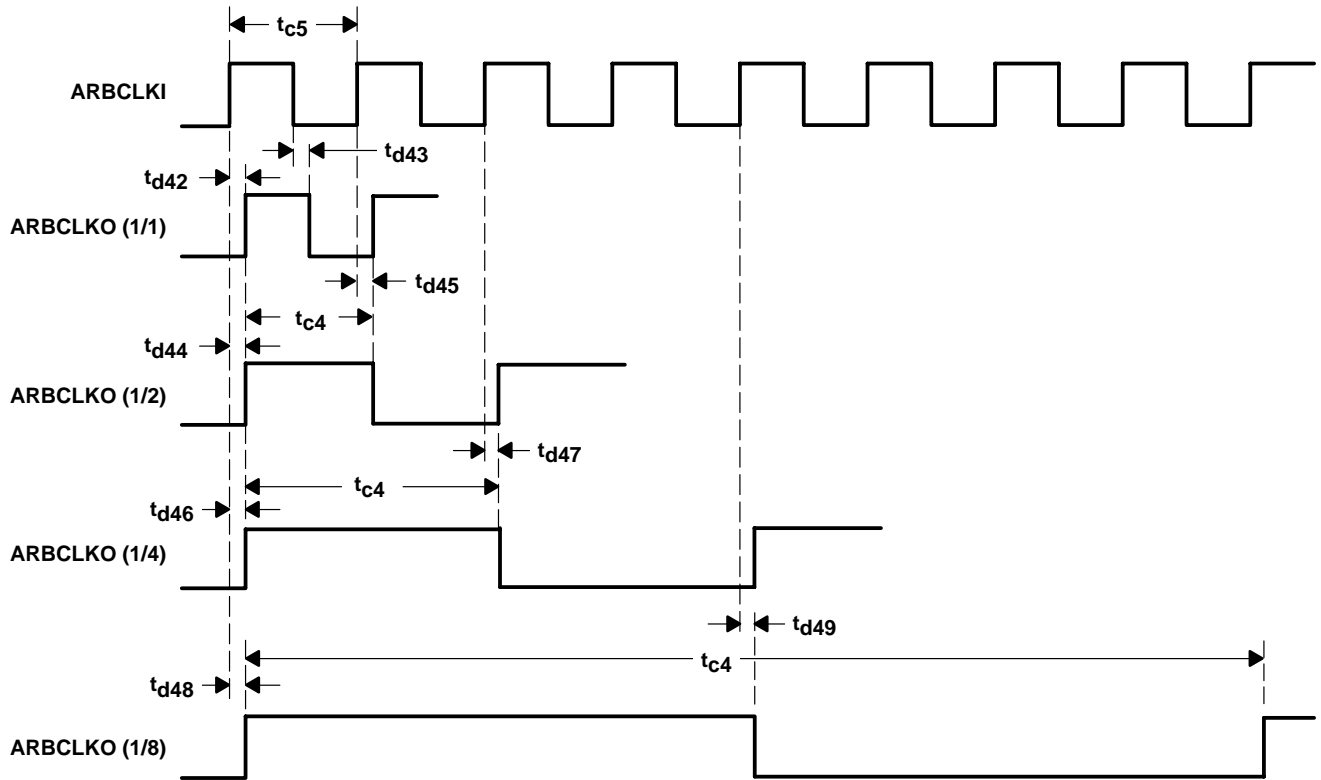 tc5
ARBCLKI
td43
td42
ARBCLKO (1/1)
td45
tc4
td44
ARBCLKO (1/2)
td47
tc4
td46
ARBCLKO (1/4)
td49
tc4
td48
ARBCLKO (1/8)